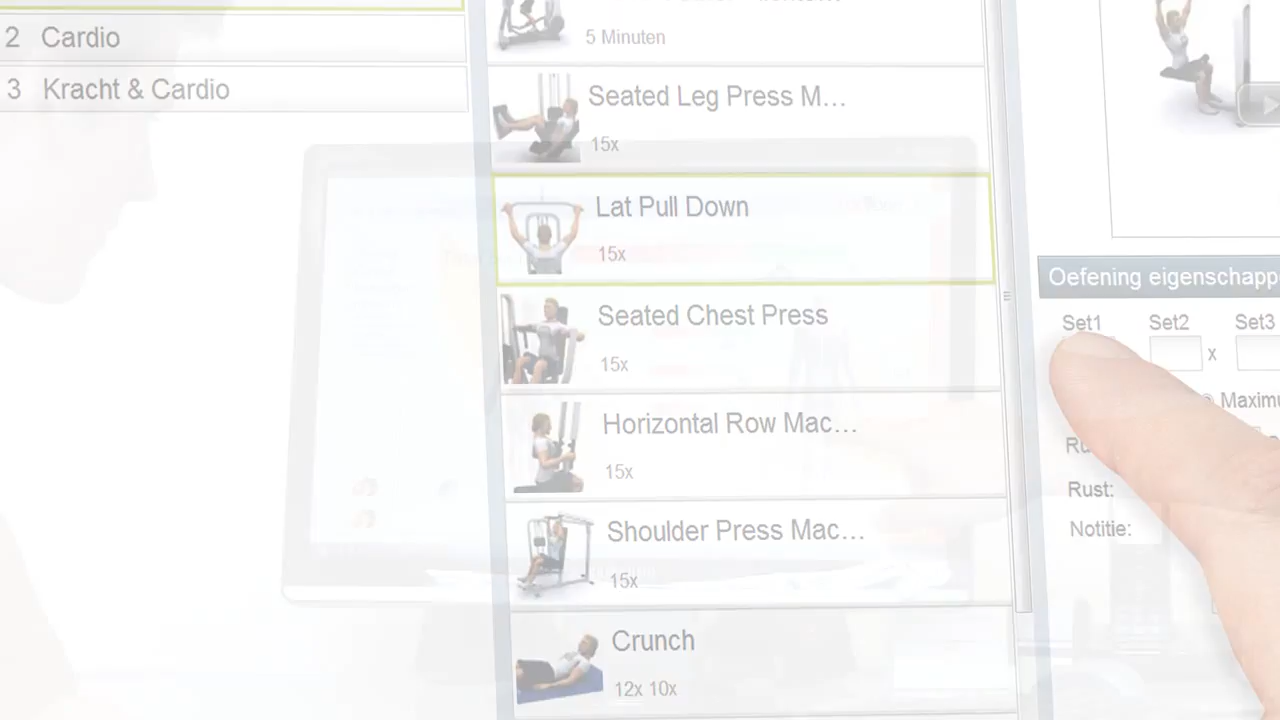 2 Cardio
3 Kracht & Cardio
5 Minuten
Seated Leg Press M…
15x
Lat Pull Down
15x
Seated Chest Press
15x
Horizontal Row Mac…
15x
Shoulder Press Mac…
15x
Crunch
12x 10x
Oefening eigenschapp
Set1 Set2 Set3
x
Maximu
Rust:
Notitie: